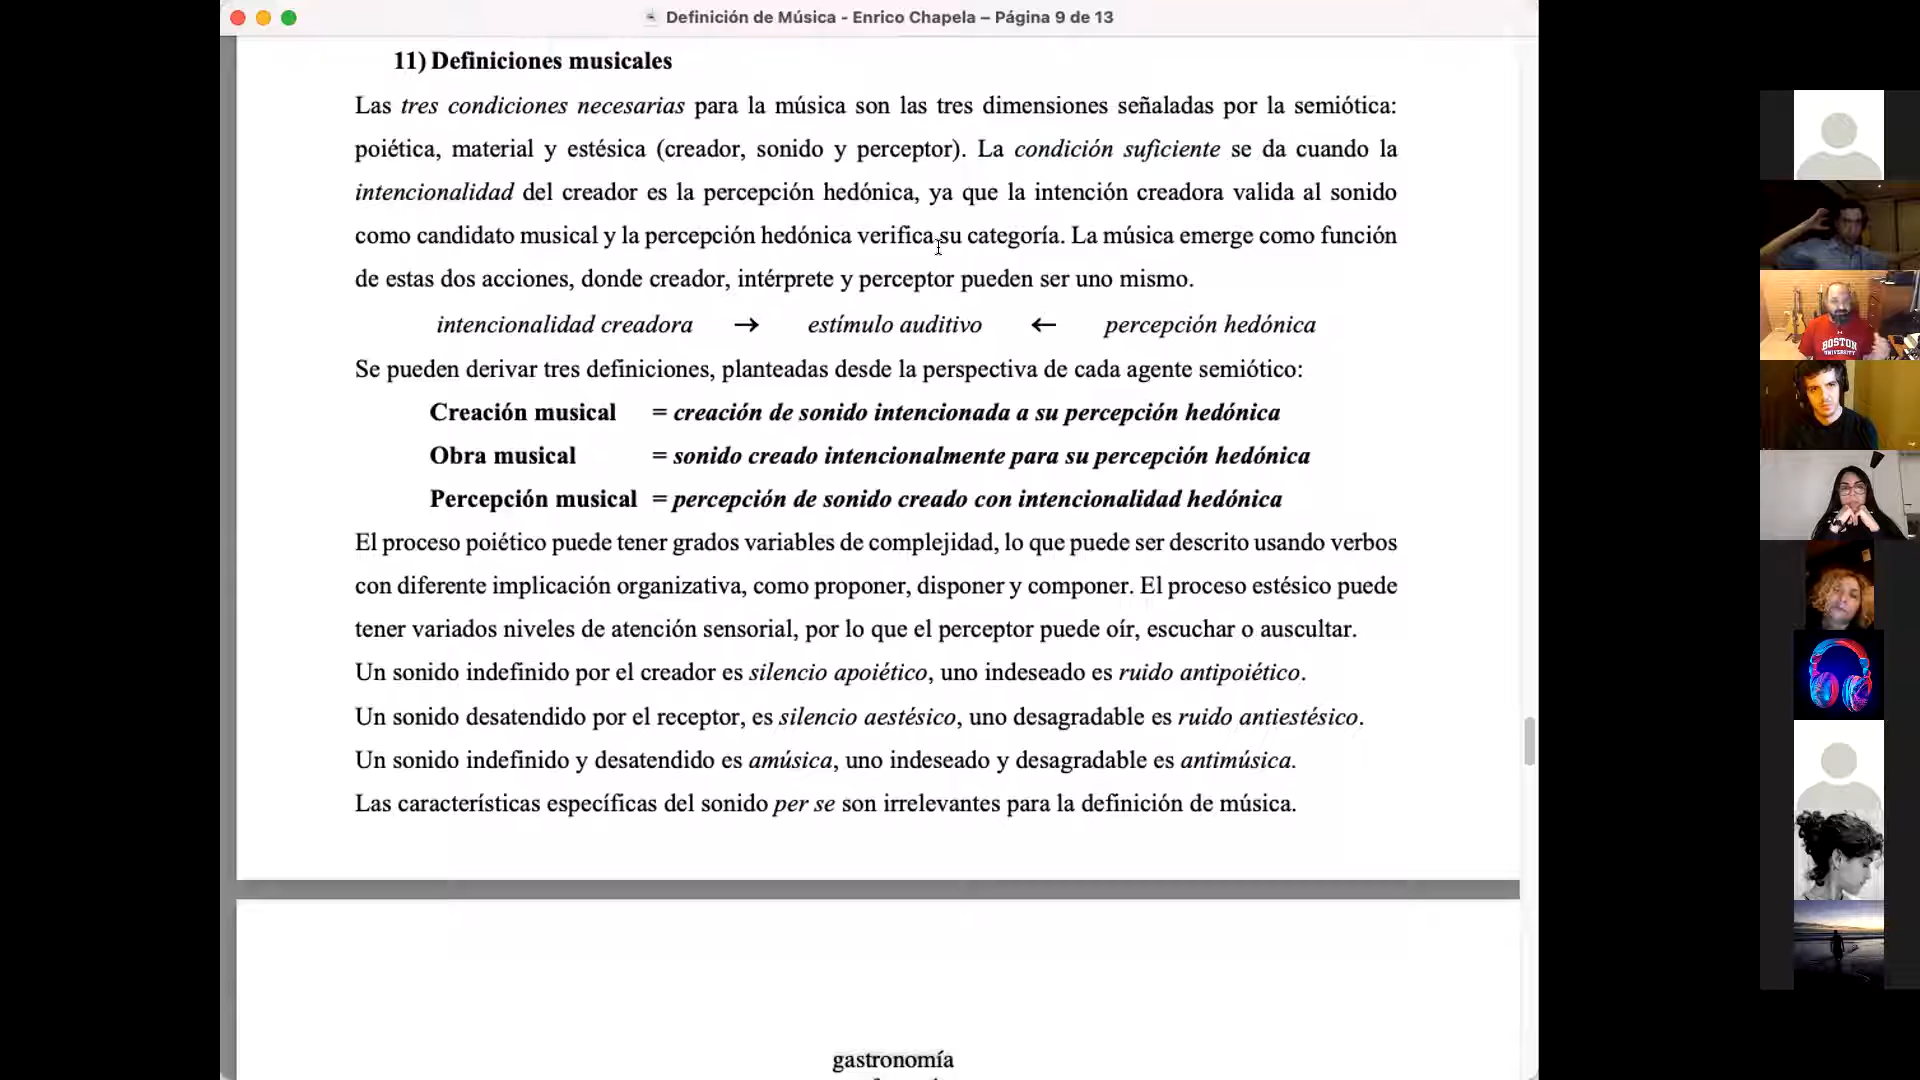 Definición de Música - Enrico Chapela – Página 9 de 13
11) Definiciones musicales
Las tres condiciones necesarias para la música son las tres dimensiones señaladas por la semiótica:
poiética, material y estésica (creador, sonido y perceptor). La condición suficiente se da cuando la
intencionalidad del creador es la percepción hedónica, ya que la intención creadora valida al sonido
como candidato musical y la percepción hedónica verifica su categoría. La música emerge como función
de estas dos acciones, donde creador, intérprete y perceptor pueden ser uno mismo.
intencionalidad creadora → estímulo auditivo ← percepción hedónica
Se pueden derivar tres definiciones, planteadas desde la perspectiva de cada agente semiótico:
Creación musical = creación de sonido intencionada a su percepción hedónica
Obra musical = sonido creado intencionalmente para su percepción hedónica
Percepción musical = percepción de sonido creado con intencionalidad hedónica
El proceso poiético puede tener grados variables de complejidad, lo que puede ser descrito usando verbos
con diferente implicación organizativa, como proponer, disponer y componer. El proceso estésico puede
tener variados niveles de atención sensorial, por lo que el perceptor puede oír, escuchar o auscultar.
Un sonido indefinido por el creador es silencio apoiético, uno indeseado es ruido antipoiético.
Un sonido desatendido por el receptor, es silencio aestésico, uno desagradable es ruido antiestésico.
Un sonido indefinido y desatendido es amúsica, uno indeseado y desagradable es antimúsica.
Las características específicas del sonido per se son irrelevantes para la definición de música.
gastronomía
BOSTON
UNIVERSITY